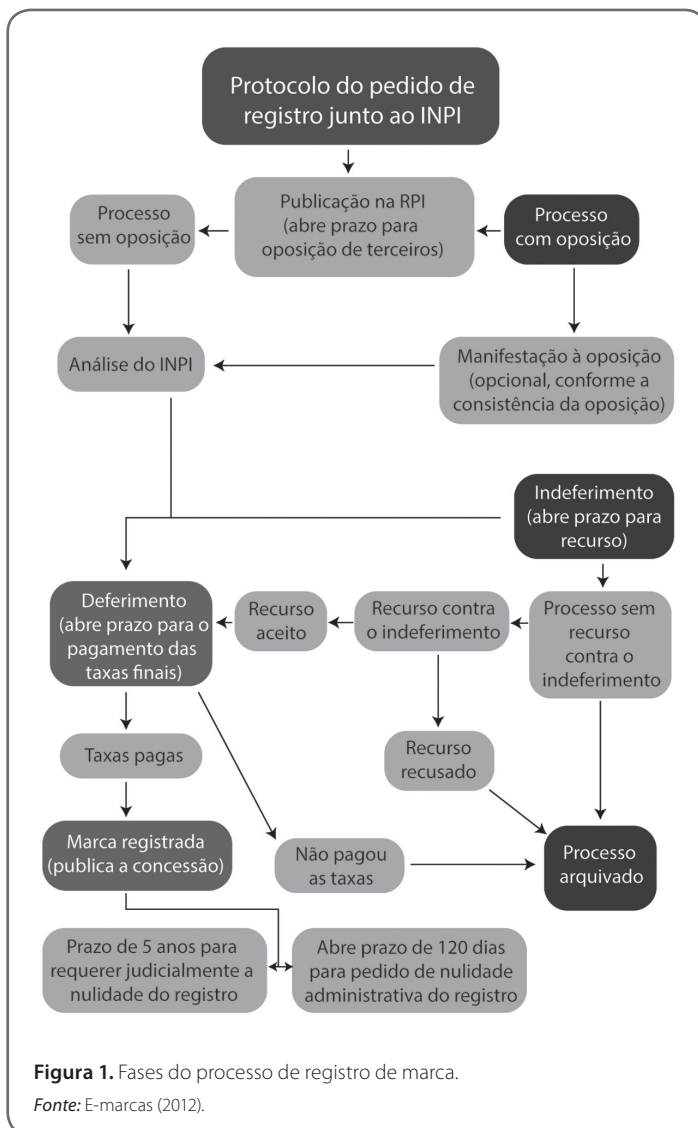 Protocolo do pedido de
registro junto ao INPI
Publicação na RPI
(abre prazo para
oposição de terceiros)
Processo
sem oposição
Processo
com oposição
Análise do INPI
Manifestação à oposição
(opcional, conforme a
consistência da oposição)
Indeferimento
(abre prazo para
recurso)
Deferimento
(abre prazo para o
pagamento das
taxas finais)
Recurso
aceito
Recurso contra
o indeferimento
Processo sem
recurso
contra o
indeferimento
Taxas pagas
Recurso
recusado
Marca registrada
(publica a concessão)
Não pagou
as taxas
Processo
arquivado
Prazo de 5 anos para
requerer judicialmente a
nulidade do registro
Abre prazo de 120 dias
para pedido de nulidade
administrativa do registro
Figura 1. Fases do processo de registro de marca.
Fonte: E-marcas (2012).